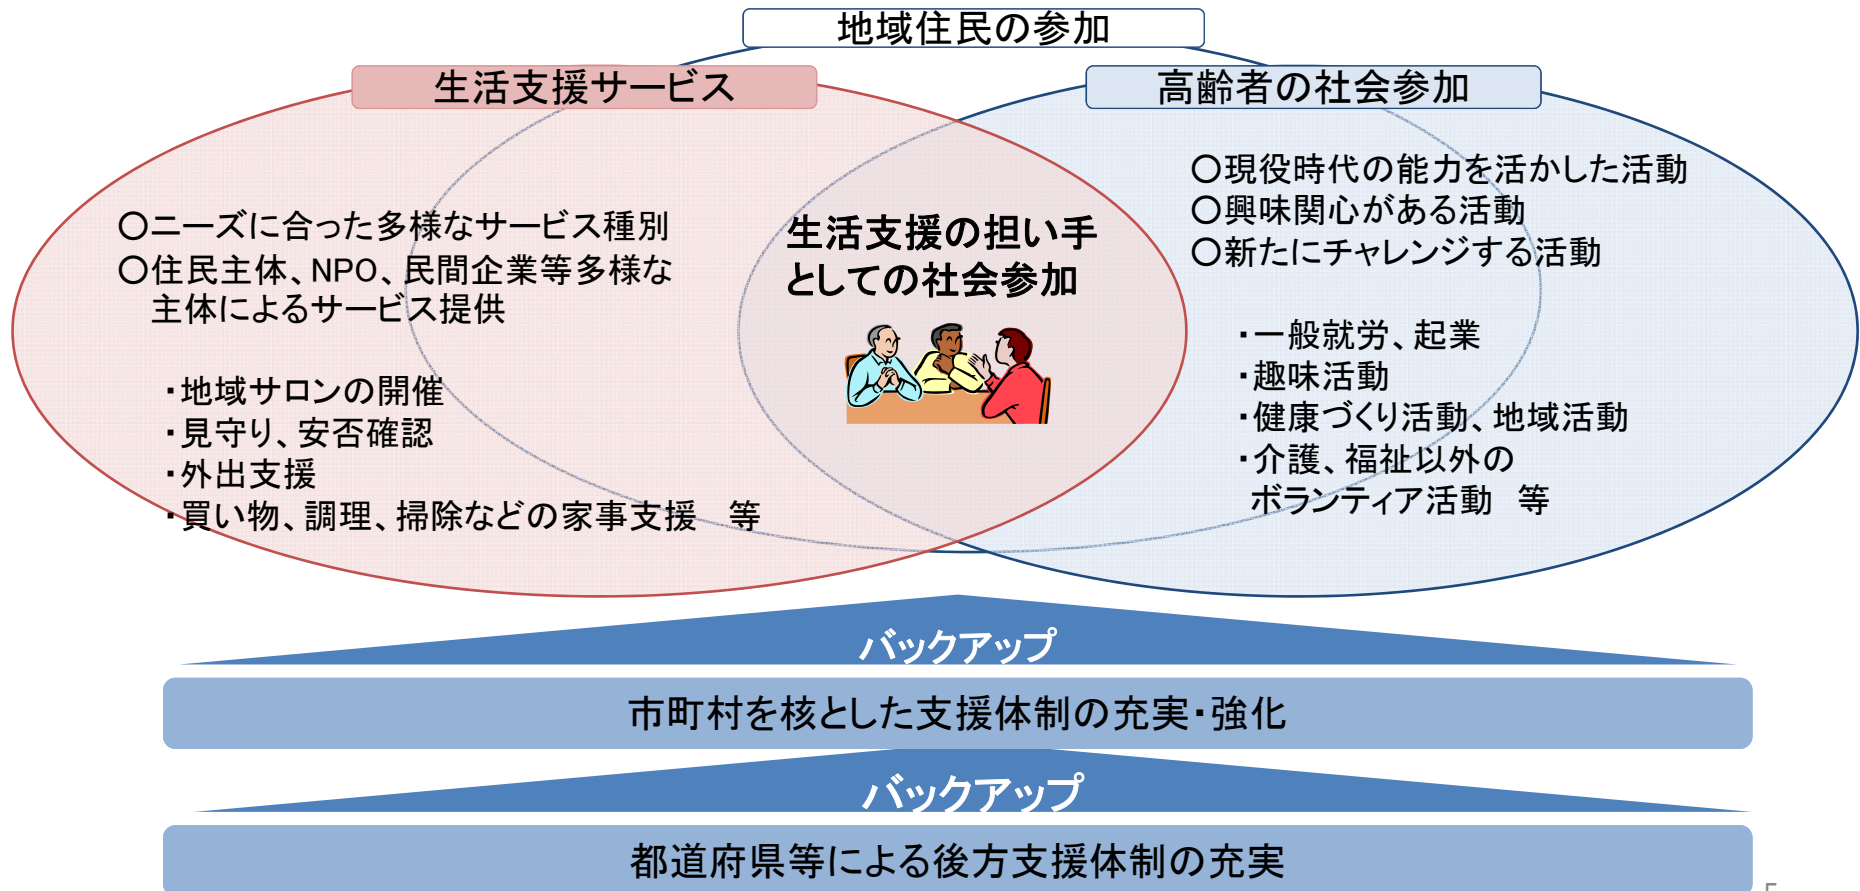 地域住民の参加
生活支援サービス
高齢者の社会参加
○ニーズに合った多様なサービス種別
○住民主体、NPO、民間企業等多様な
主体によるサービス提供
・地域サロンの開催
・見守り、安否確認
・外出支援
・買い物、調理、掃除などの家事支援　等
生活支援の担い手
としての社会参加
○現役時代の能力を活かした活動
○興味関心がある活動
○新たにチャレンジする活動
・一般就労、起業
・趣味活動
・健康づくり活動、地域活動
・介護、福祉以外の
ボランティア活動　等
バックアップ
市町村を核とした支援体制の充実・強化
バックアップ
都道府県等による後方支援体制の充実